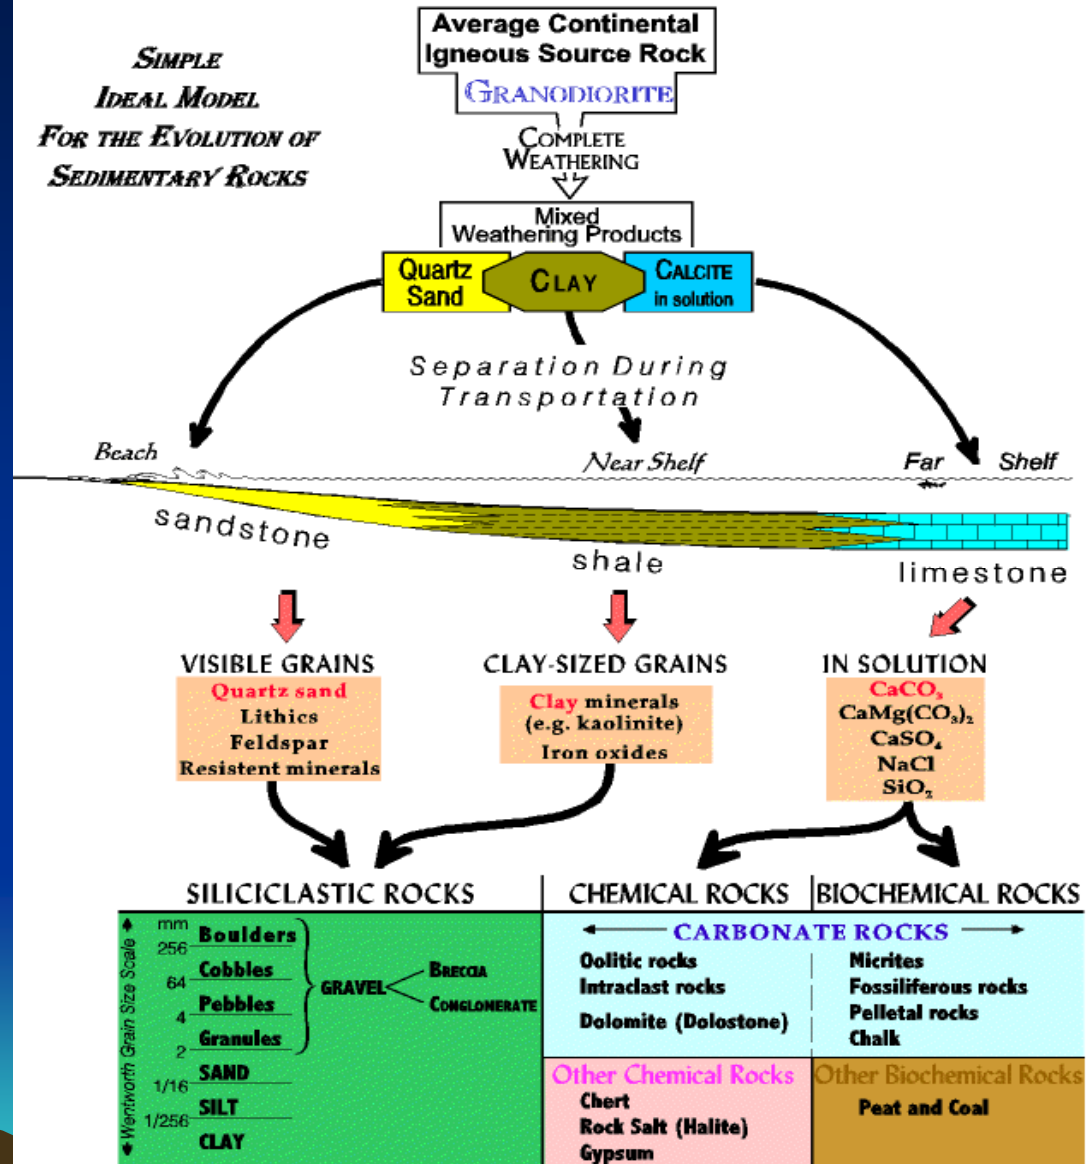 SIMPLE
IDEAL MODEL
FOR THE EVOLUTION OF
SEDIMENTARY ROCKS
Average Continental
Igneous Source Rock
GRANODIORITE
COMPLETE
WEATHERING
Mixed
Weathering Products
Quartz
Sand
CLAY
CALCITE
in solution
Separation During
Transportation
Beach
Near Shelf
Far Shelf
sandstone
shale
limestone
VISIBLE GRAINS
Quartz sand
Lithics
Feldspar
Resistent minerals
CLAY-SIZED GRAINS
Clay minerals
(e.g. kaolinite)
Iron oxides
IN SOLUTION
CaCO₃
CaMg(CO₃)₂
CaSO₄
NaCl
SiO₂
SILICICLASTIC ROCKS
Wentworth Grain Size Scale
mm
Boulders
256
Cobbles
64
Pebbles
4
Granules
2
GRAVEL
BRECCIA
CONGLOMERATE
SAND
1/16
SILT
1/256
CLAY
CHEMICAL ROCKS
BIOCHEMICAL ROCKS
CARBONATE ROCKS
Oolitic rocks
Intraclast rocks
Dolomite (Dolostone)
Micrites
Fossiliferous rocks
Pelletal rocks
Chalk
Other Chemical Rocks
Chert
Rock Salt (Halite)
Gypsum
Other Biochemical Rocks
Peat and Coal